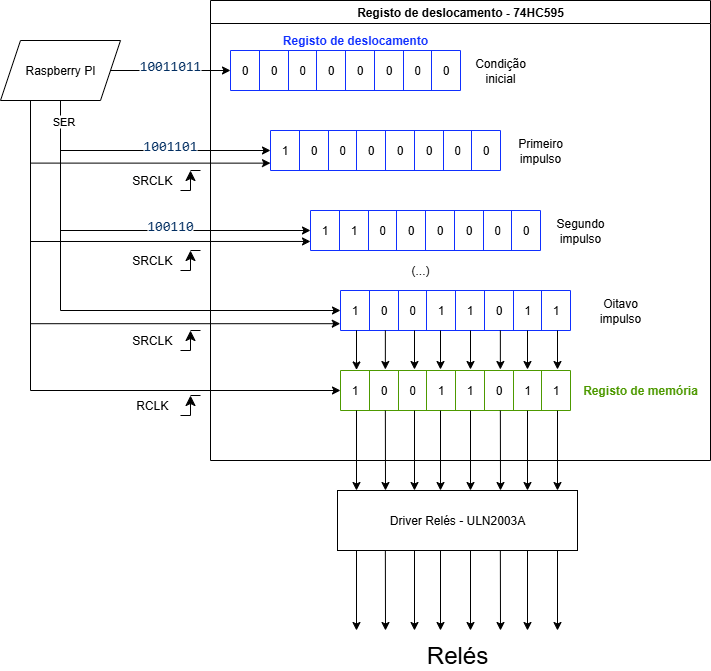 Registo de deslocamento - 74HC595
Registo de deslocamento
Raspberry PI
10011011
0 0 0 0 0 0 0 0
Condição
inicial
SER
1001101
1 0 0 0 0 0 0 0
Primeiro
impulso
SRCLK
100110
1 1 0 0 0 0 0 0
Segundo
impulso
SRCLK
(...)
1 0 0 1 1 0 1 1
Oitavo
impulso
SRCLK
1 0 0 1 1 0 1 1
Registo de memória
RCLK
Driver Relés - ULN2003A
Relés